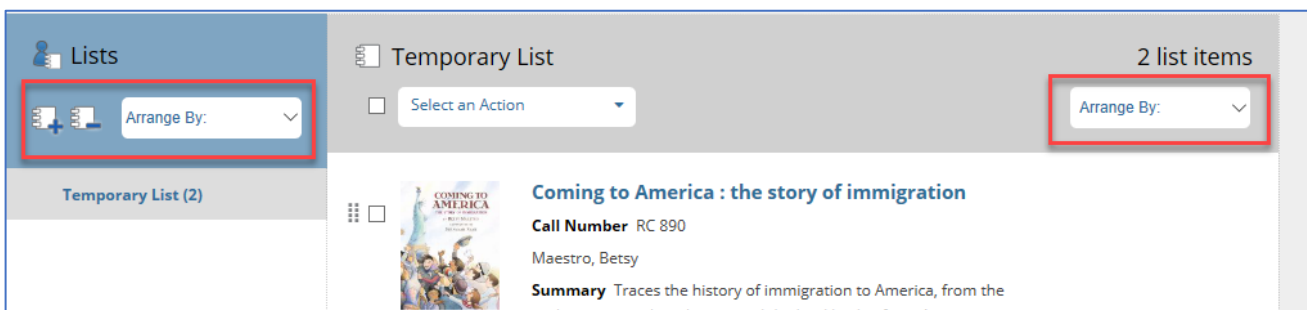 Lists
Arrange By:
Temporary List (2)
Temporary List
2 list items
Select an Action
Arrange By:
COMING TO
AMERICA
Coming to America : the story of immigration
Call Number RC 890
Maestro, Betsy
Summary Traces the history of immigration to America, from the